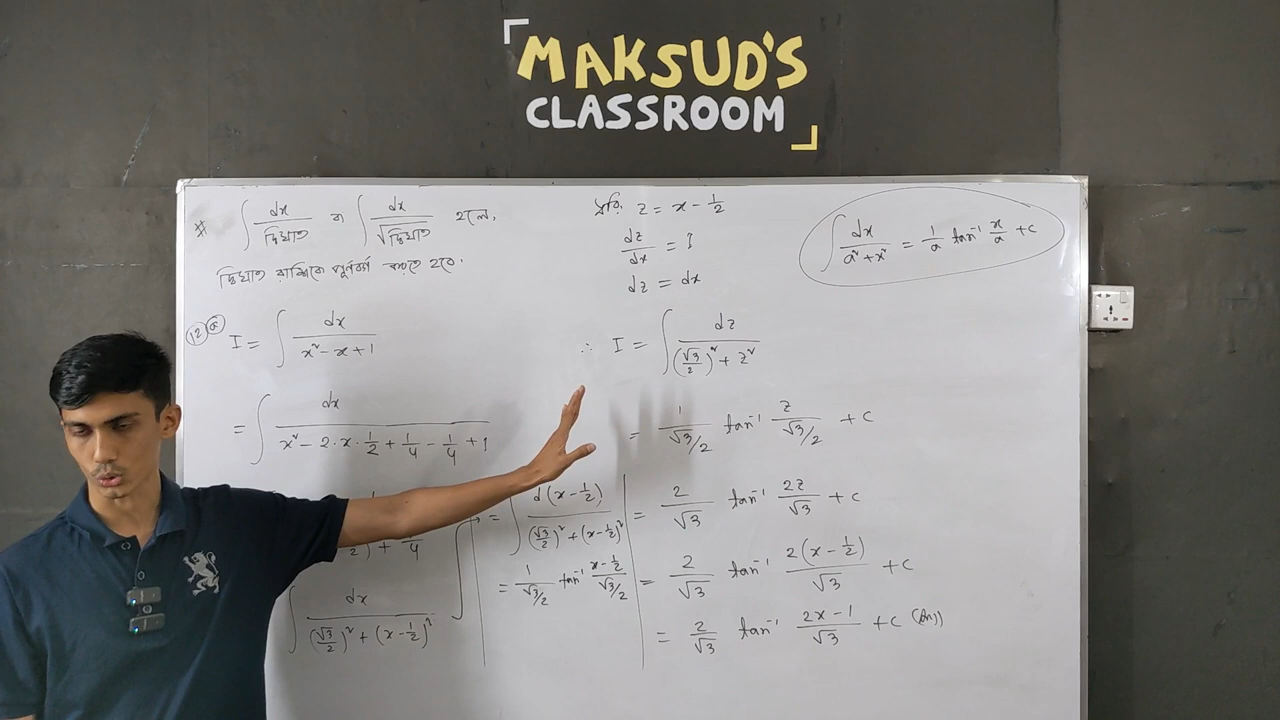 MAKSUD'S
CLASSROOM
* ∫ dx/দ্বিঘাত বা ∫ dx/√দ্বিঘাত হলে,
দ্বিঘাত রাশিকে পূর্ণবর্গ করতে হবে।
12 a I = ∫ dx/(x² - x + 1)
= ∫ dx/(x² - 2·x·1/2 + 1/4 - 1/4 + 1)
∫ dx/((√3/2)² + (x - 1/2)²)
= ∫ d(x - 1/2)/((√3/2)² + (x - 1/2)²)
= 1/(√3/2) tan⁻¹ (x - 1/2)/(√3/2)
ধরি, z = x - 1/2
dz/dx = 1
dz = dx
∴ I = ∫ dz/((√3/2)² + z²)
= 1/(√3/2) tan⁻¹ z/(√3/2) + c
= 2/√3 tan⁻¹ 2z/√3 + c
= 2/√3 tan⁻¹ 2(x - 1/2)/√3 + c
= 2/√3 tan⁻¹ (2x - 1)/√3 + c (Ans)
∫ dx/(a² + x²) = 1/a tan⁻¹ x/a + c